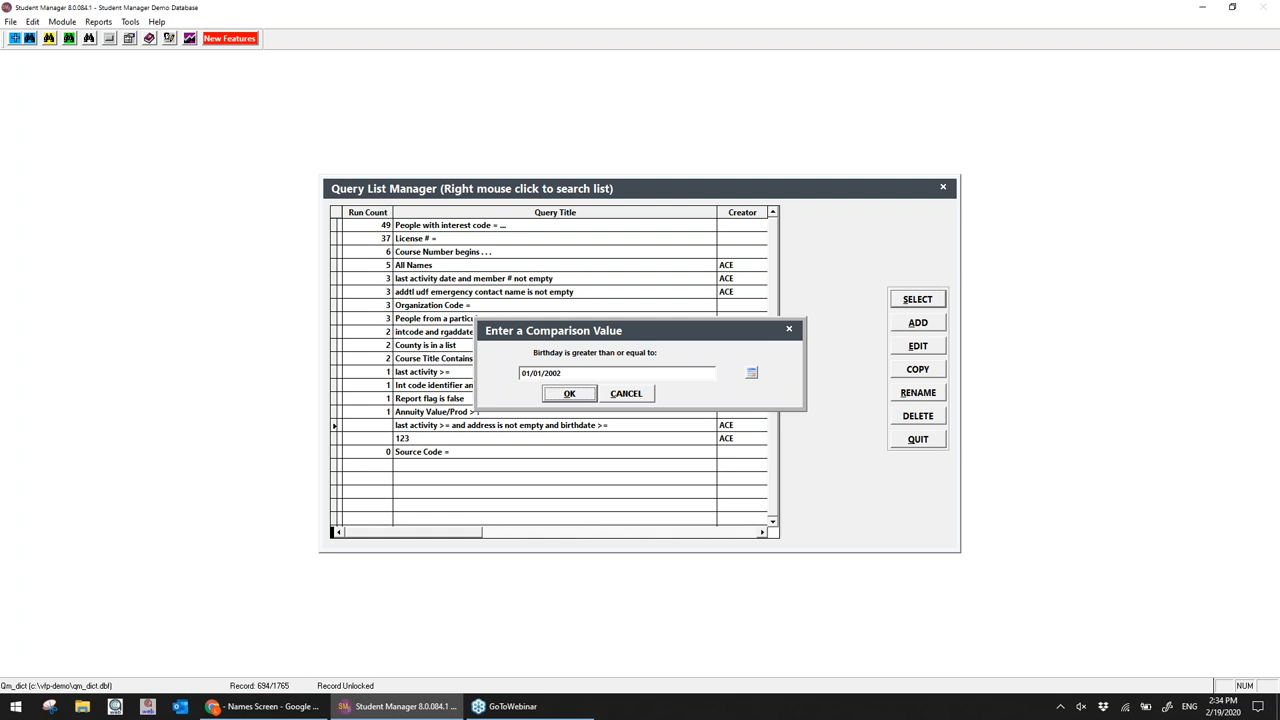 Student Manager 8.0.084.1 - Student Manager Demo Database
File Edit Module Reports Tools Help
New Features
Query List Manager (Right mouse click to search list)
Run Count Query Title Creator
49 People with interest code = ...
37 License # =
6 Course Number begins . . .
5 All Names ACE
3 last activity date and member # not empty ACE
3 addtl udf emergency contact name is not empty ACE
3 Organization Code =
3 People from a particu
2 intcode and rgaddate
2 County is in a list
2 Course Title Contains
1 last activity >=
1 Int code identifier an
1 Report flag is false
1 Annuity Value/Prod >
last activity >= and address is not empty and birthdate >= ACE
123 ACE
0 Source Code =
Enter a Comparison Value
Birthday is greater than or equal to:
01/01/2002
OK CANCEL
SELECT
ADD
EDIT
COPY
RENAME
DELETE
QUIT
Qm_dict (c:\vfp-demo\qm_dict.dbf) Record: 694/1765 Record Unlocked NUM
- Names Screen - Google ... Student Manager 8.0.084.1 ... GoToWebinar ENG 2:34 PM
2/19/2020